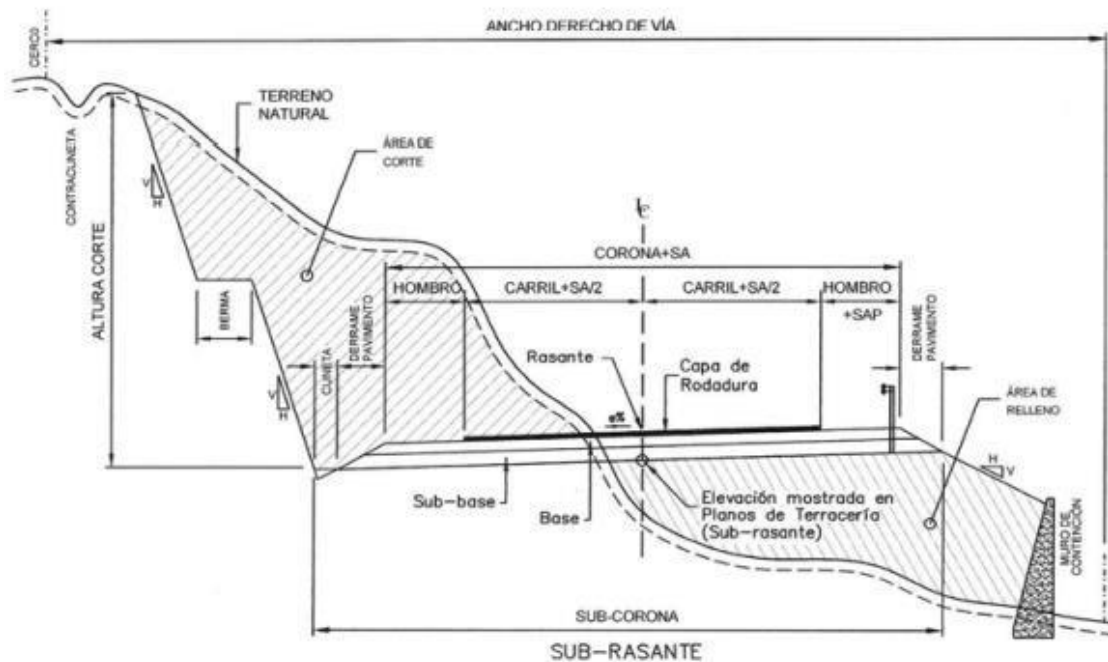 ANCHO DERECHO DE VÍA
CERCO
TERRENO
NATURAL
ÁREA DE
CORTE
CONTRACUNETA
ALTURA CORTE
V
H
BERMA
CORONA+SA
HOMBRO
CARRIL+SA/2
CARRIL+SA/2
HOMBRO
+SAP
CUNETA
DERRAME
PAVIMENTO
Rasante
Capa de
Rodadura
DERRAME
PAVIMENTO
ÁREA DE
RELLENO
V
H
e%
H
V
Sub-base
Base
Elevación mostrada en
Planos de Terracería
(Sub-rasante)
MURO DE
CONTENCIÓN
SUB-CORONA
SUB-RASANTE